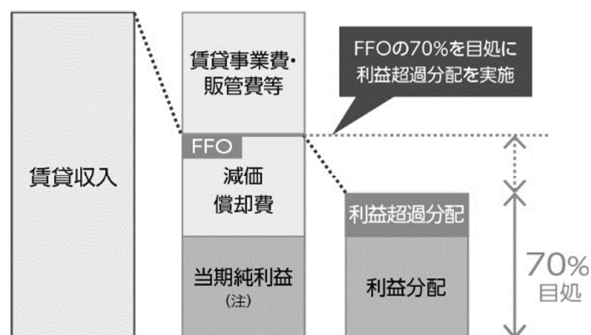 賃貸収入
賃貸事業費・
販管費等
FFO
減価
償却費
当期純利益
(注)
FFOの70%を目処に
利益超過分配を実施
利益超過分配
利益分配
70%
目処